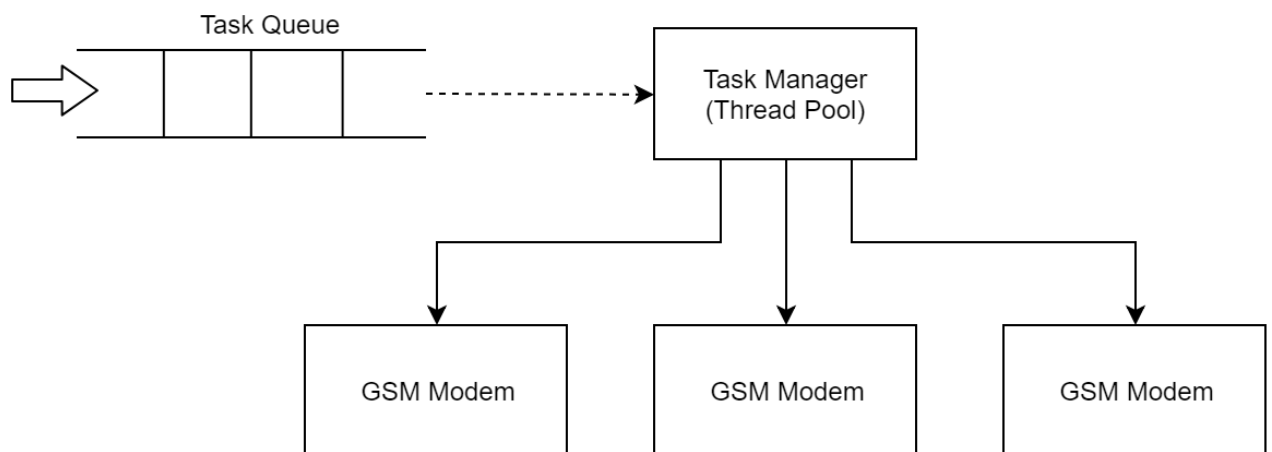 Task Queue
Task Manager
(Thread Pool)
GSM Modem
GSM Modem
GSM Modem